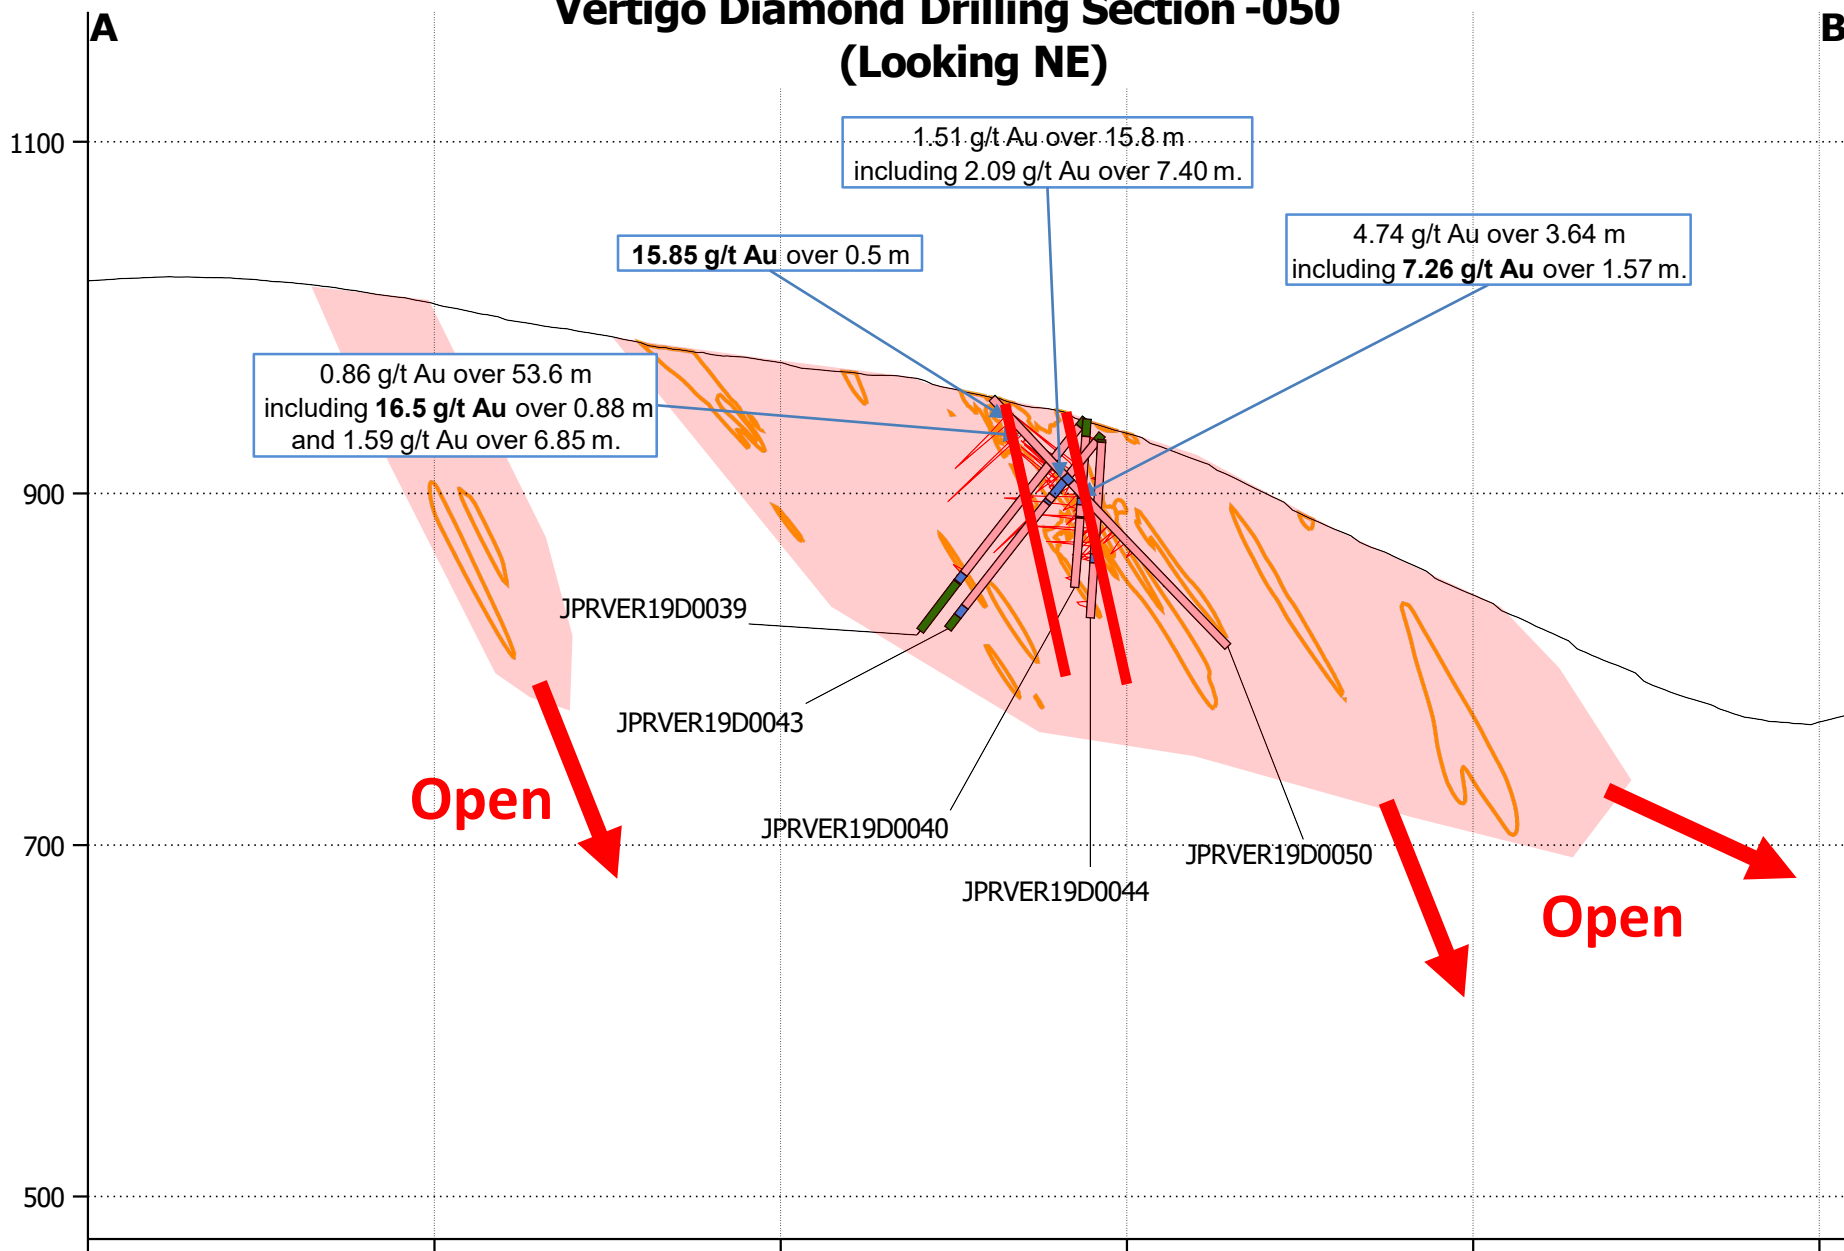 Vertigo Diamond Drilling Section -050
(Looking NE)
A
B
1100
900
700
500
1.51 g/t Au over 15.8 m
including 2.09 g/t Au over 7.40 m.
15.85 g/t Au over 0.5 m
4.74 g/t Au over 3.64 m
including 7.26 g/t Au over 1.57 m.
0.86 g/t Au over 53.6 m
including 16.5 g/t Au over 0.88 m
and 1.59 g/t Au over 6.85 m.
JPRVER19D0039
JPRVER19D0043
JPRVER19D0040
JPRVER19D0044
JPRVER19D0050
Open
Open